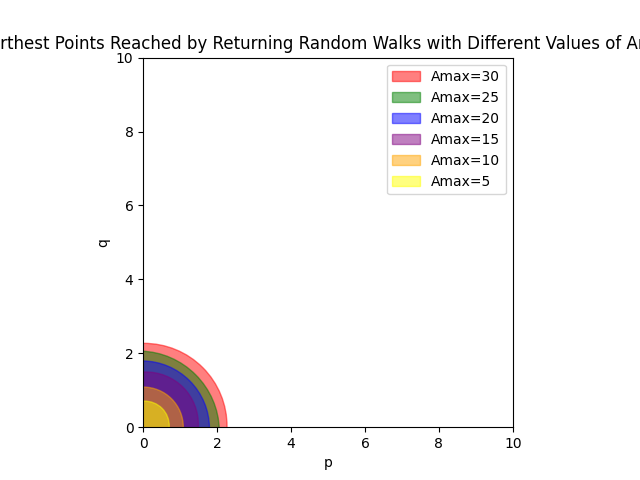 rthest Points Reached by Returning Random Walks with Different Values of A
10
8
6
4
2
0
q
Amax=30
Amax=25
Amax=20
Amax=15
Amax=10
Amax=5
0 2 4 6 8 10
p